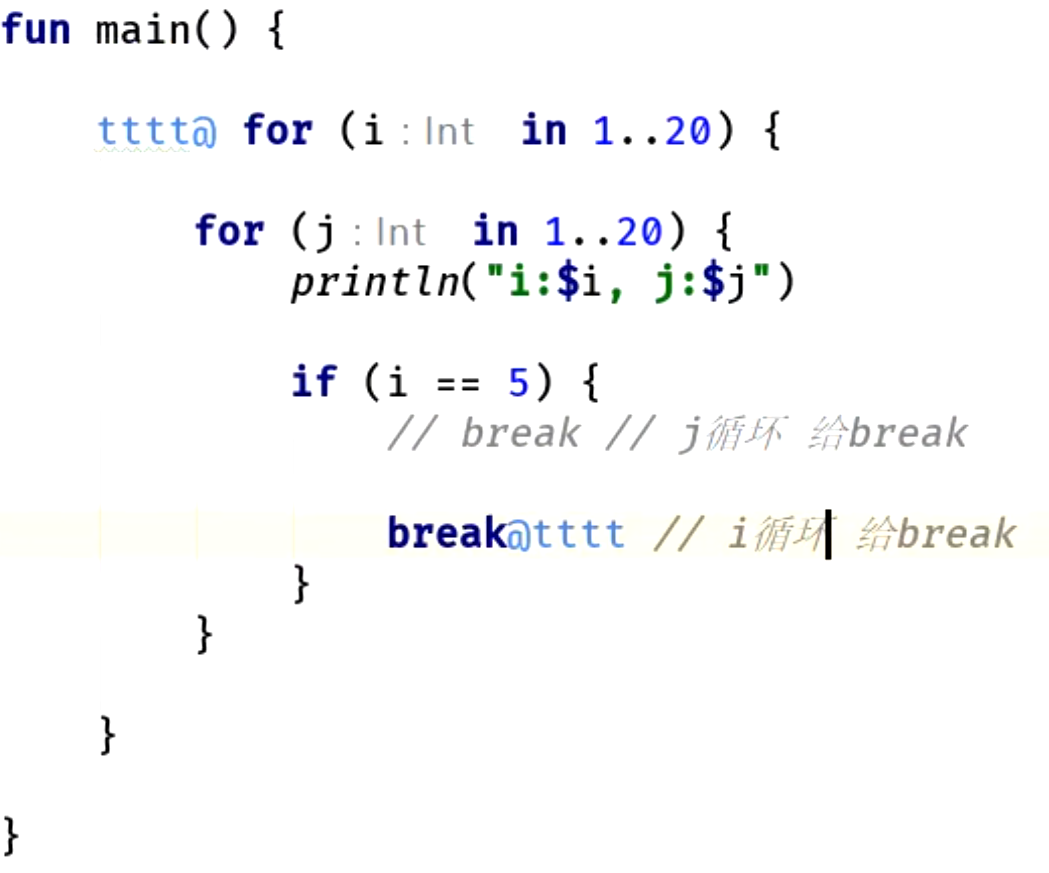 fun main() {
tttt@ for (i : Int in 1..20) {
for (j : Int in 1..20) {
println("i:$i, j:$j")
if (i == 5) {
// break // j循环 给break
break@tttt // i循环 给break
}
}
}
}